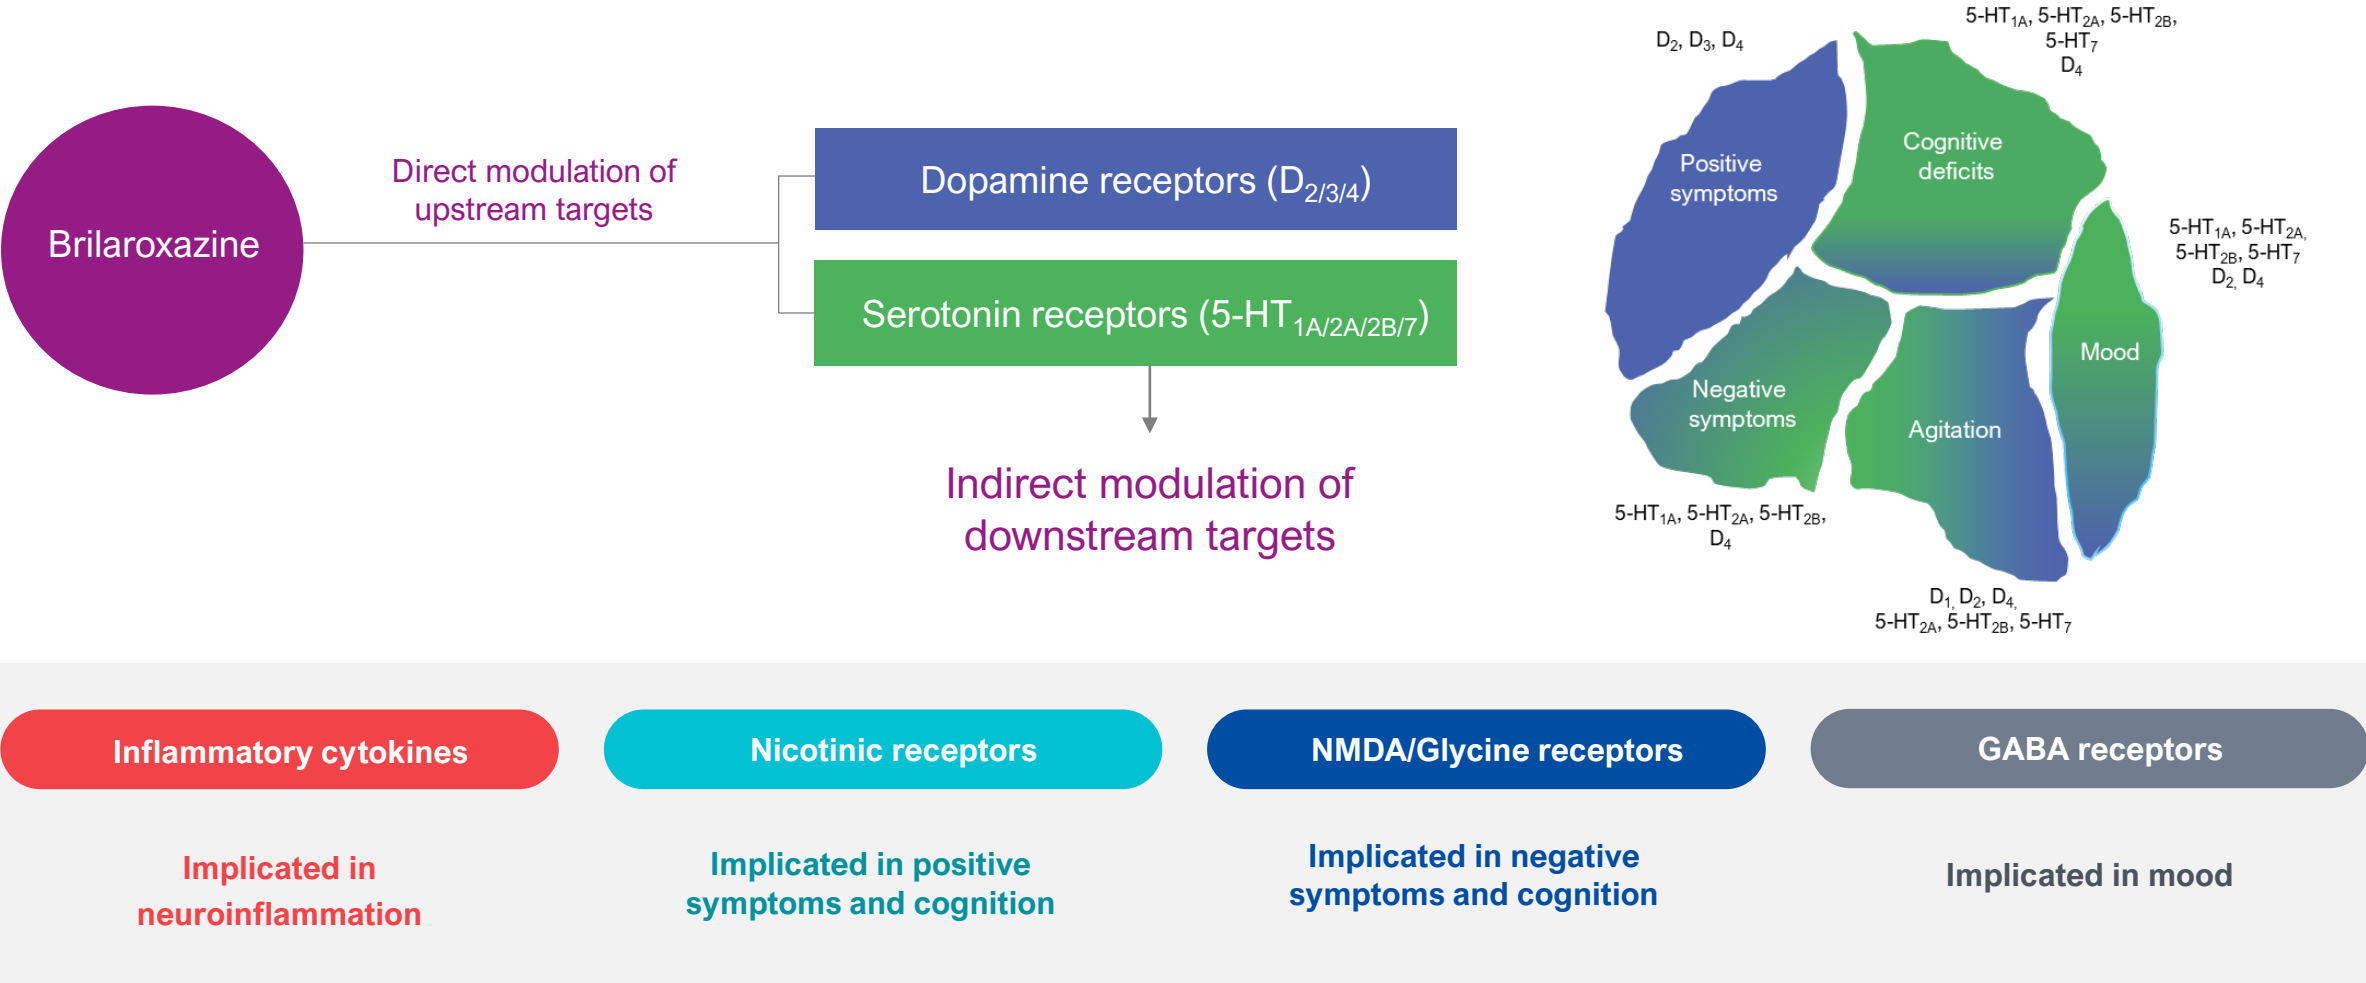 Brilaroxazine
Direct modulation of
upstream targets
Dopamine receptors (D2/3/4)
Serotonin receptors (5-HT1A/2A/2B/7)
Indirect modulation of
downstream targets
D2, D3, D4
5-HT1A, 5-HT2A, 5-HT2B,
5-HT7
D4
Positive
symptoms
Cognitive
deficits
5-HT1A, 5-HT2A,
5-HT2B, 5-HT7
D2, D4
Mood
Negative
symptoms
Agitation
5-HT1A, 5-HT2A, 5-HT2B,
D4
D1, D2, D4,
5-HT2A, 5-HT2B, 5-HT7
Inflammatory cytokines
Implicated in
neuroinflammation
Nicotinic receptors
Implicated in positive
symptoms and cognition
NMDA/Glycine receptors
Implicated in negative
symptoms and cognition
GABA receptors
Implicated in mood